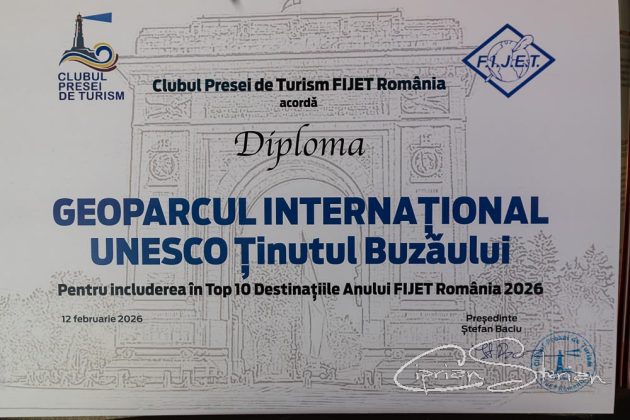 CLUBUL
PRESEI
DE TURISM
F.I.J.E.T.
Clubul Presei de Turism FIJET România
acordă
Diploma
GEOPARCUL INTERNAȚIONAL
UNESCO Ținutul Buzăului
Pentru includerea în Top 10 Destinațiile Anului FIJET România 2026
12 februarie 2026
Președinte
Ștefan Baciu
Ciprian Sterian